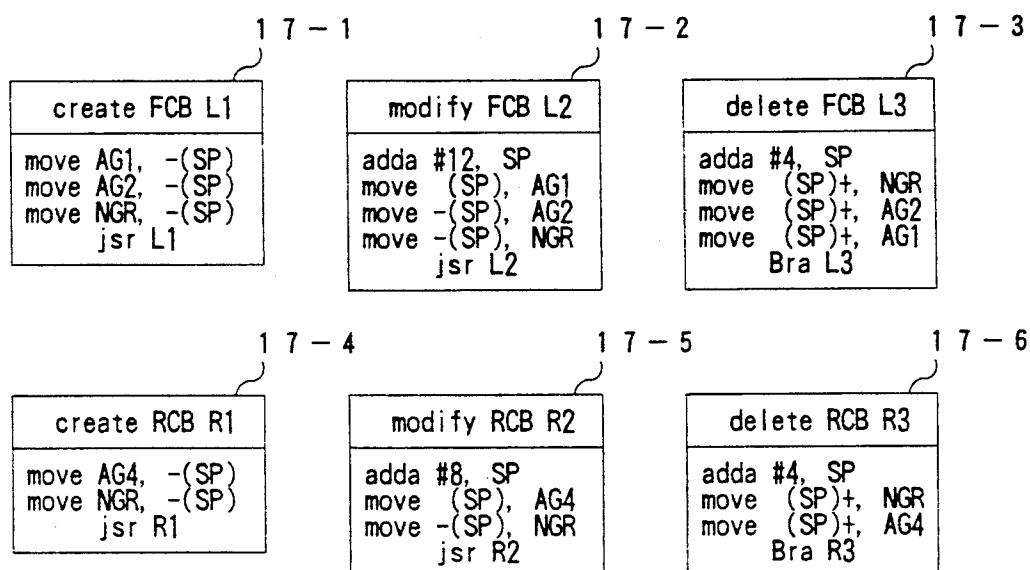 17-1
create FCB L1
move AG1, -(SP)
move AG2, -(SP)
move NGR, -(SP)
jsr L1
17-2
modify FCB L2
adda #12, SP
move (SP), AG1
move -(SP), AG2
move -(SP), NGR
jsr L2
17-3
delete FCB L3
adda #4, SP
move (SP)+, NGR
move (SP)+, AG2
move (SP)+, AG1
Bra L3
17-4
create RCB R1
move AG4, -(SP)
move NGR, -(SP)
jsr R1
17-5
modify RCB R2
adda #8, SP
move (SP), AG4
move -(SP), NGR
jsr R2
17-6
delete RCB R3
adda #4, SP
move (SP)+, NGR
move (SP)+, AG4
Bra R3